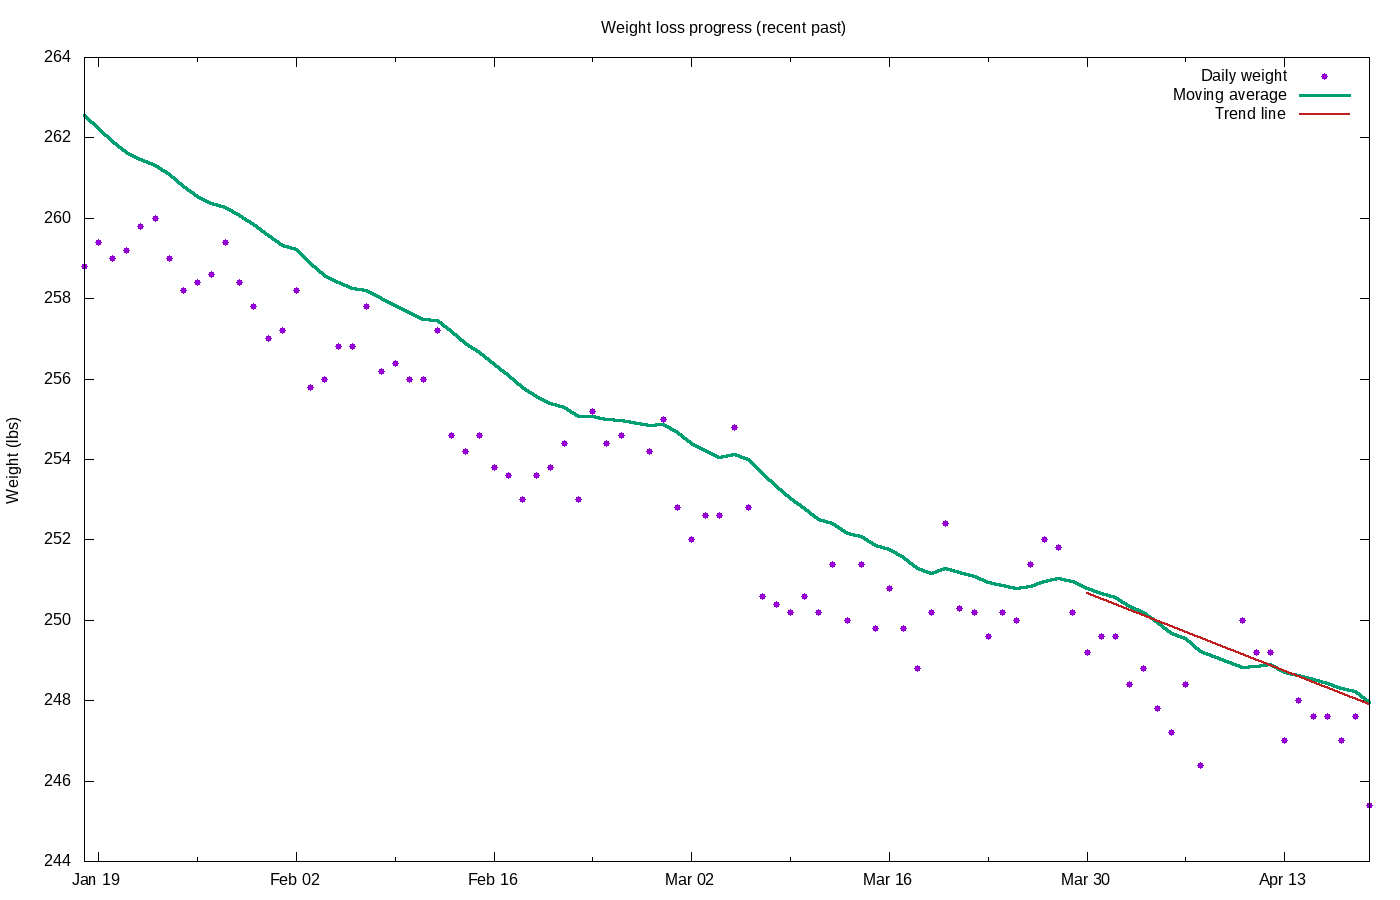 Weight loss progress (recent past)
264
262
260
258
256
254
252
250
248
246
244
Weight (lbs)
Daily weight
Moving average
Trend line
Jan 19
Feb 02
Feb 16
Mar 02
Mar 16
Mar 30
Apr 13